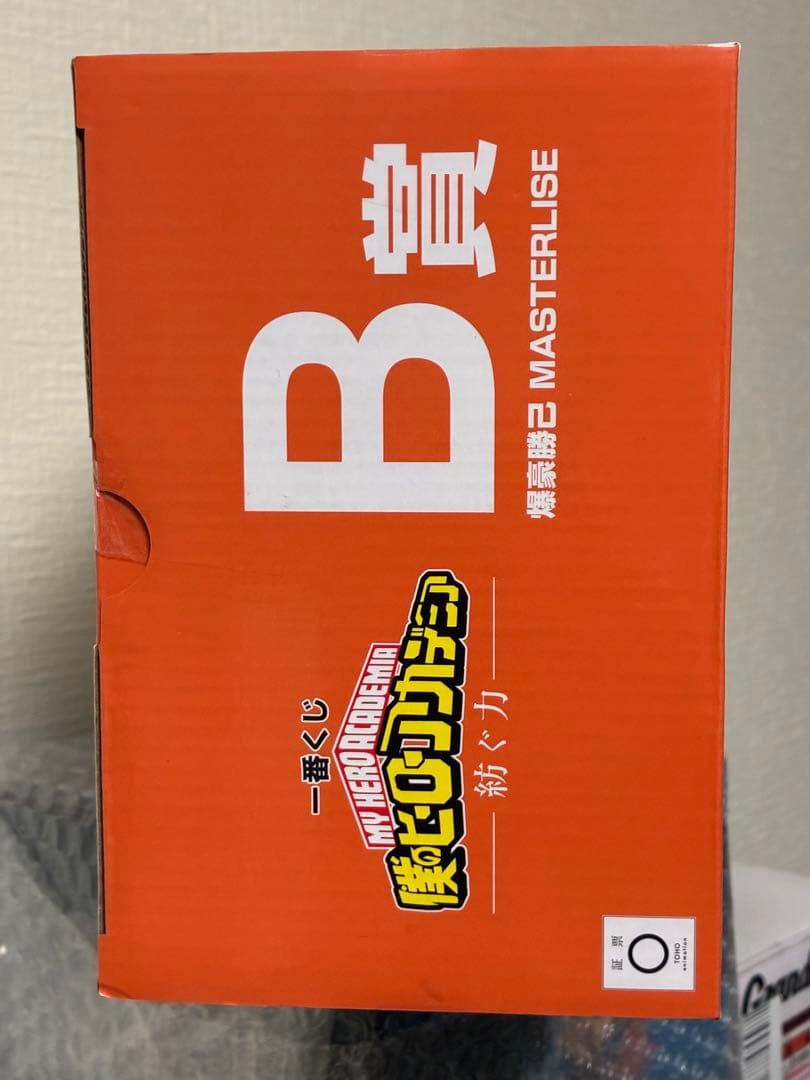 一番くじ
MY HERO ACADEMIA
僕のヒーローアカデミア
紡ぐ力
B賞
爆豪勝己 MASTERLISE
証 票
TOHO
animation